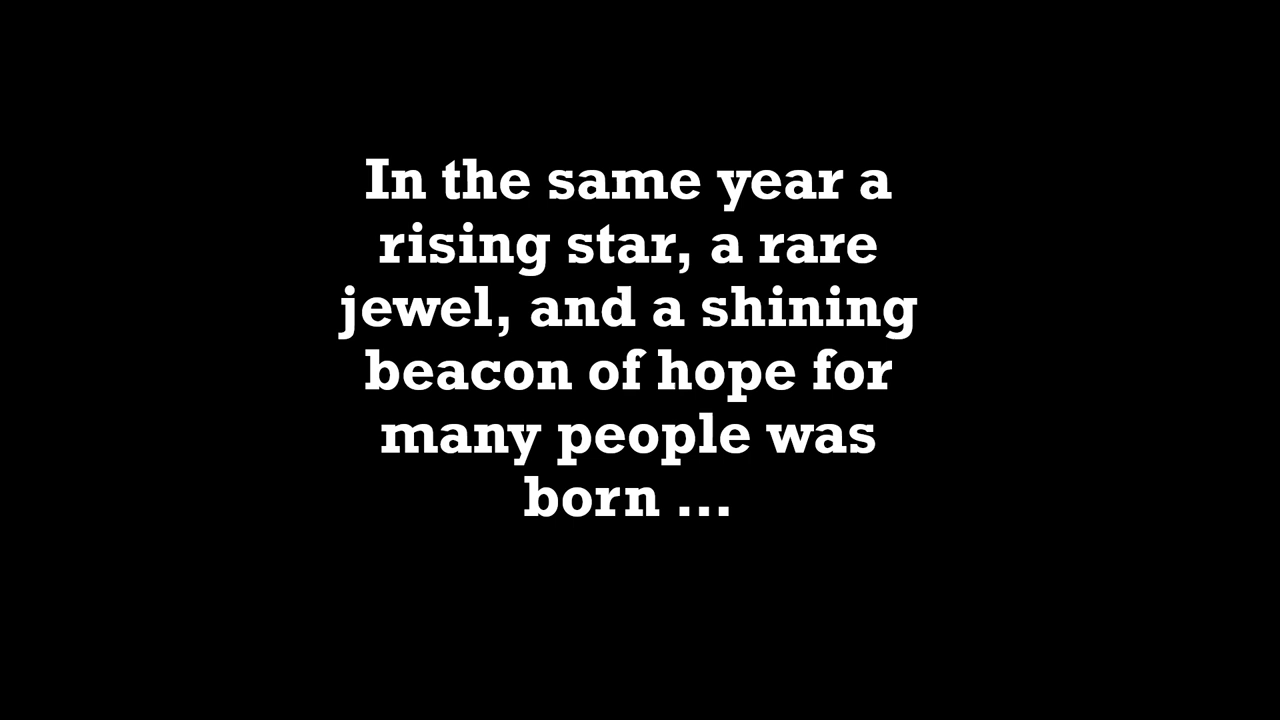 In the same year a
rising star, a rare
jewel, and a shining
beacon of hope for
many people was
born ...